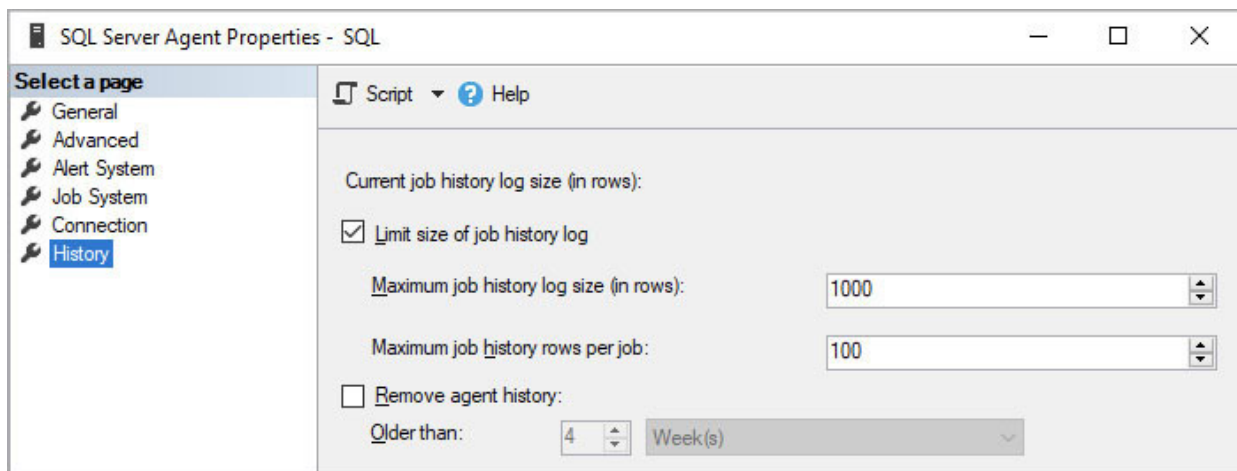 SQL Server Agent Properties - SQL
Select a page
General
Advanced
Alert System
Job System
Connection
History
Script
Help
Current job history log size (in rows):
Limit size of job history log
Maximum job history log size (in rows): 1000
Maximum job history rows per job: 100
Remove agent history:
Older than: 4 Week(s)